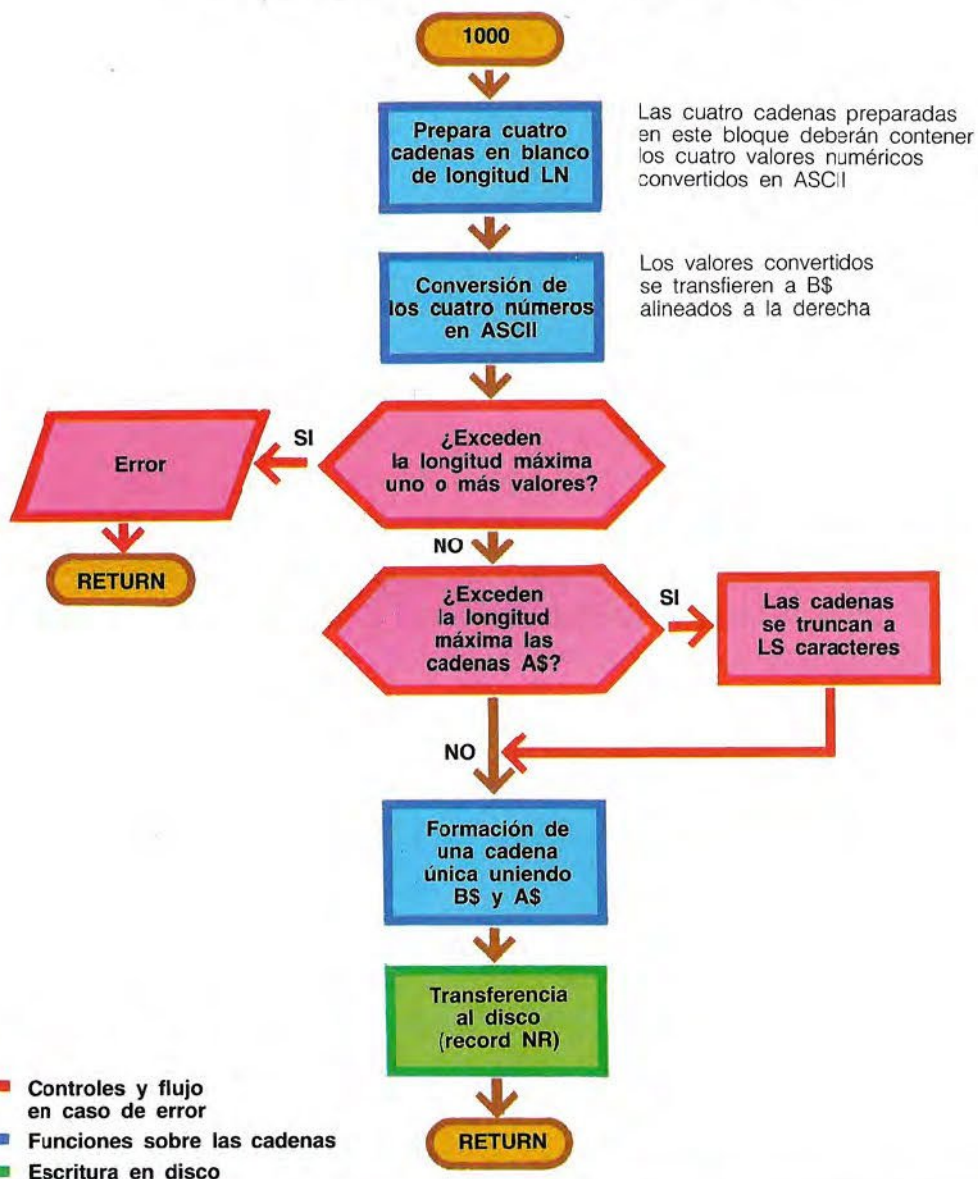 1000
Prepara cuatro
cadenas en blanco
de longitud LN
Las cuatro cadenas preparadas
en este bloque deberán contener
los cuatro valores numéricos
convertidos en ASCII
Conversión de
los cuatro números
en ASCII
Los valores convertidos
se transfieren a B$
alineados a la derecha
¿Exceden
la longitud máxima
uno o más valores?
SI
Error
RETURN
NO
¿Exceden
la longitud
máxima las
cadenas A$?
SI
Las cadenas
se truncan a
LS caracteres
NO
Formación de
una cadena
única uniendo
B$ y A$
Transferencia
al disco
(record NR)
RETURN
Controles y flujo
en caso de error
Funciones sobre las cadenas
Escritura en disco